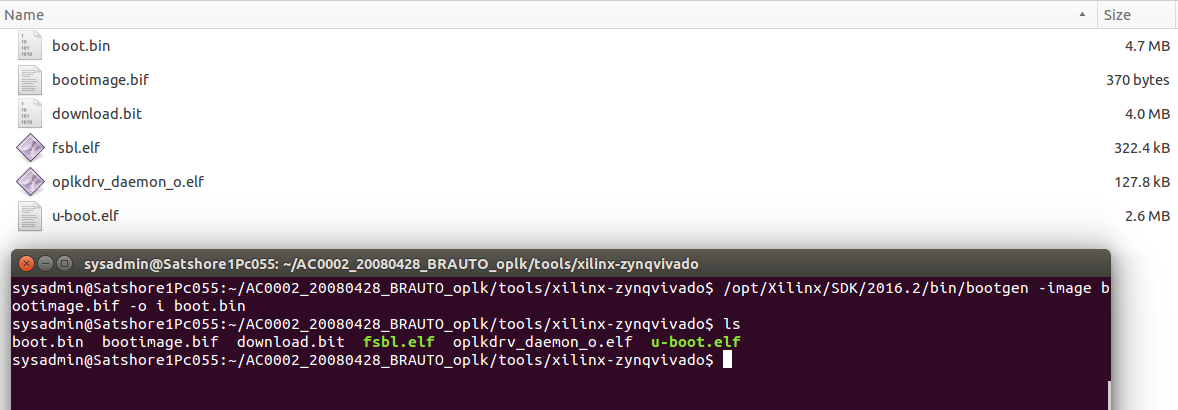 Name Size
boot.bin 4.7 MB
bootimage.bif 370 bytes
download.bit 4.0 MB
fsbl.elf 322.4 kB
oplkdrv_daemon_o.elf 127.8 kB
u-boot.elf 2.6 MB
sysadmin@Satshore1Pc055: ~/AC0002_20080428_BRAUTO_oplk/tools/xilinx-zynqvivado
sysadmin@Satshore1Pc055:~/AC0002_20080428_BRAUTO_oplk/tools/xilinx-zynqvivado$ /opt/Xilinx/SDK/2016.2/bin/bootgen -image b
ootimage.bif -o i boot.bin
sysadmin@Satshore1Pc055:~/AC0002_20080428_BRAUTO_oplk/tools/xilinx-zynqvivado$ ls
boot.bin  bootimage.bif  download.bit  fsbl.elf  oplkdrv_daemon_o.elf  u-boot.elf
sysadmin@Satshore1Pc055:~/AC0002_20080428_BRAUTO_oplk/tools/xilinx-zynqvivado$